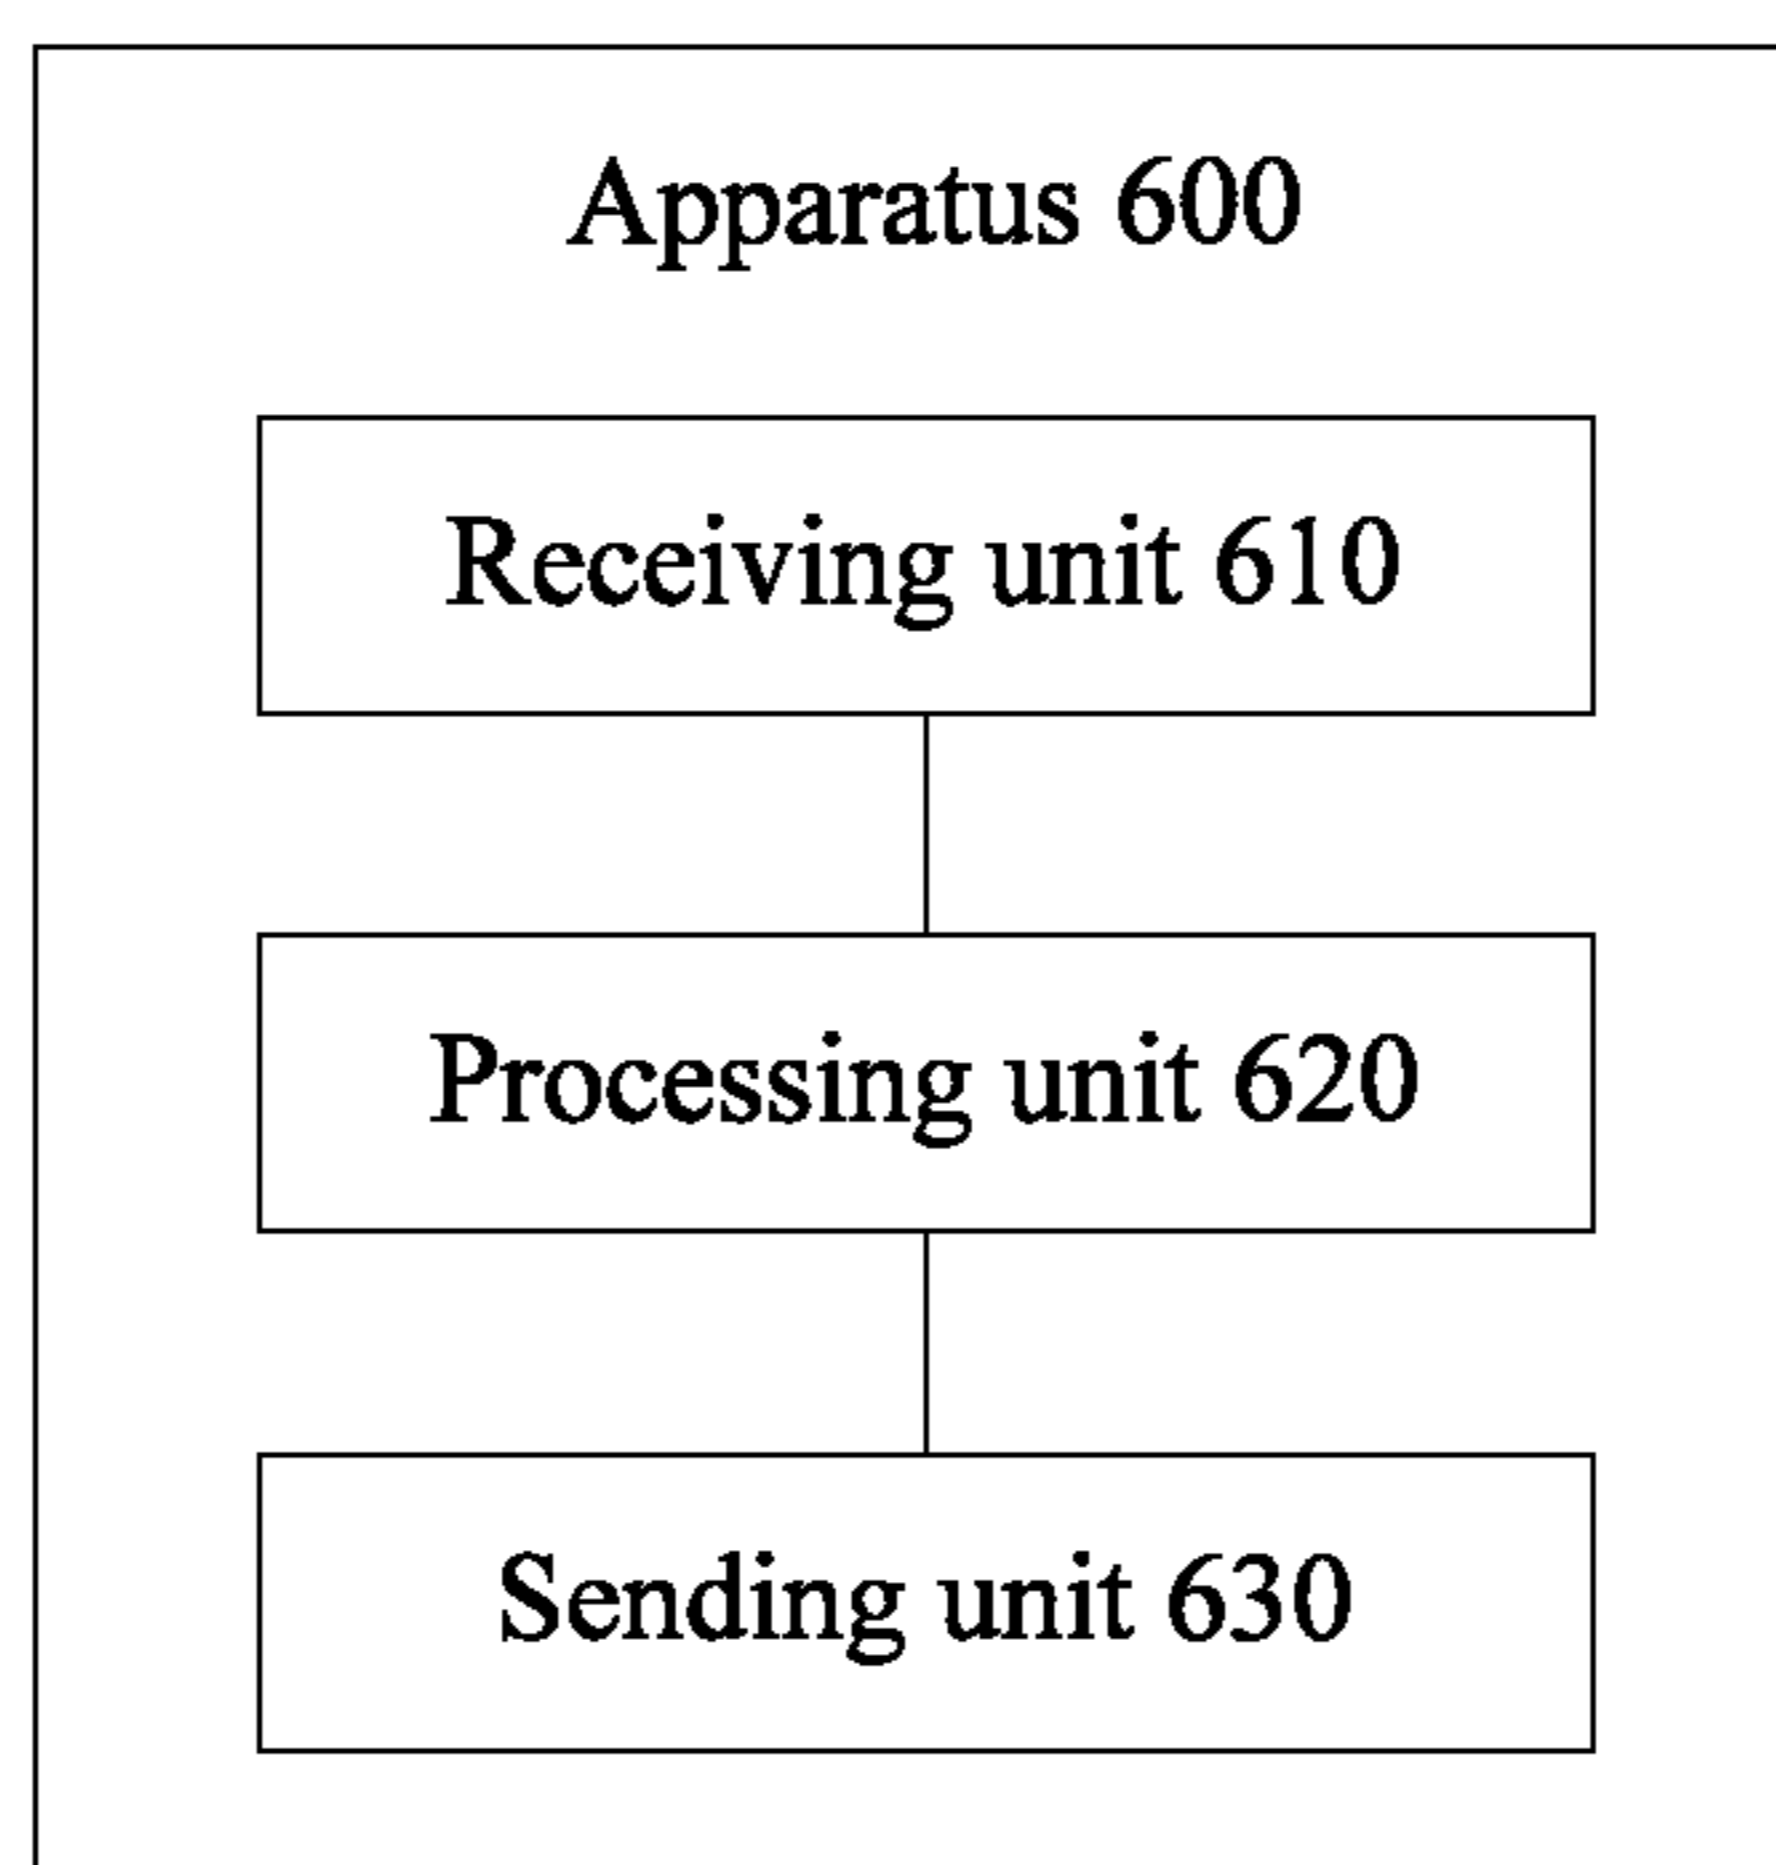 Apparatus 600
Receiving unit 610
Processing unit 620
Sending unit 630